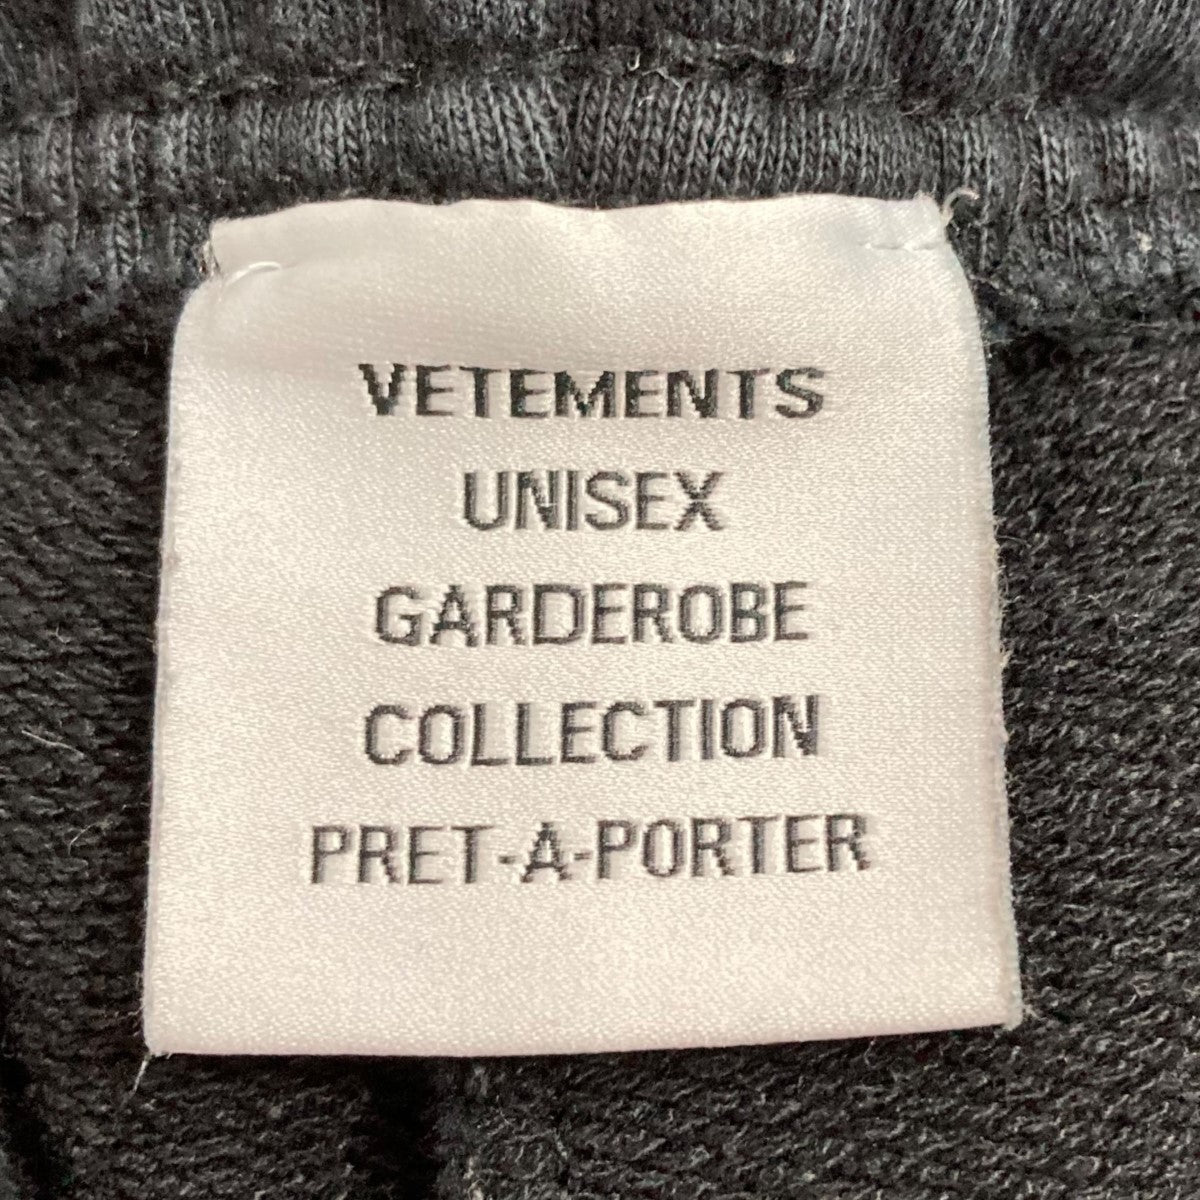 VETEMENTS
UNISEX
GARDEROBE
COLLECTION
PRET-A-PORTER